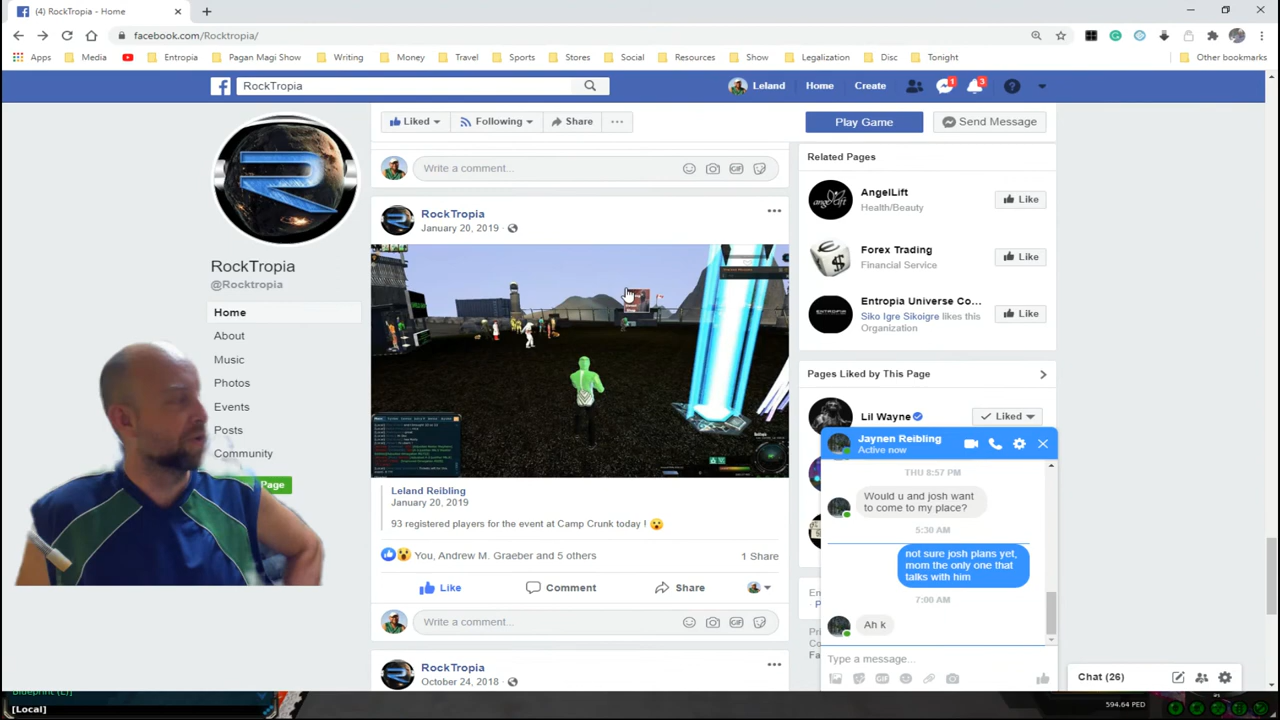 (4) RockTropia - Home
facebook.com/Rocktropia/
Apps Media Entropia Pagan Magi Show Writing Money Travel Sports Stores Social Resources Show Legalization Disc Tonight Other bookmarks
RockTropia
Leland Home Create 1 3
Liked Following Share
Play Game Send Message
RockTropia
@Rocktropia
Home
About
Music
Photos
Events
Posts
Community
Page
Write a comment...
RockTropia
January 20, 2019
Leland Reibling
January 20, 2019
93 registered players for the event at Camp Crunk today ! 😮
You, Andrew M. Graeber and 5 others 1 Share
Like Comment Share
Write a comment...
RockTropia
October 24, 2018
Related Pages
AngelLift
Health/Beauty
Like
Forex Trading
Financial Service
Like
Entropia Universe Co...
Siko Igre Sikoigre likes this
Organization
Like
Pages Liked by This Page
Lil Wayne
Liked
Jaynen Reibling
Active now
THU 8:57 PM
Would u and josh want
to come to my place?
5:30 AM
not sure josh plans yet,
mom the only one that
talks with him
7:00 AM
Ah k
Type a message...
Chat (26)
Blueprint (L)]
[Local]
594.64 PED